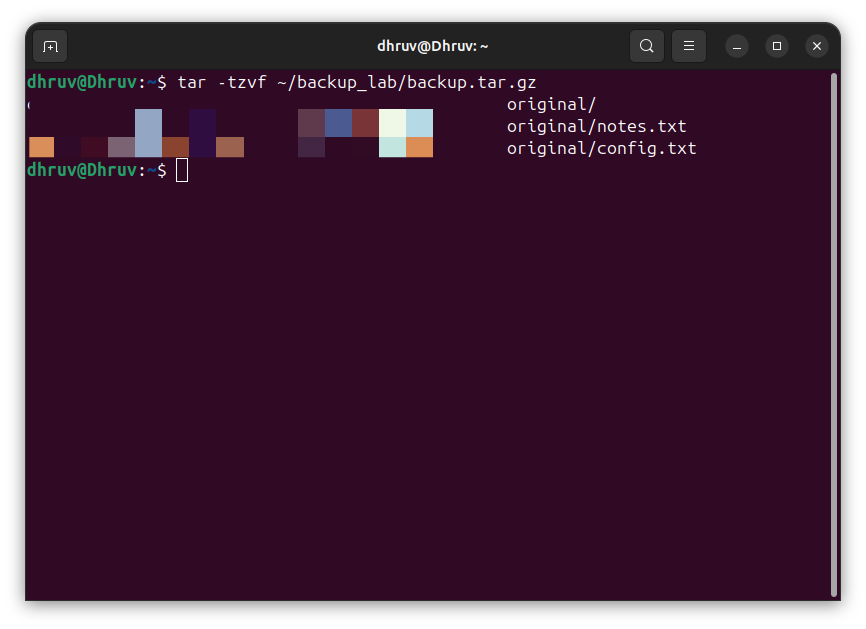 dhruv@Dhruv: ~
dhruv@Dhruv:~$ tar -tzvf ~/backup_lab/backup.tar.gz
original/
original/notes.txt
original/config.txt
dhruv@Dhruv:~$